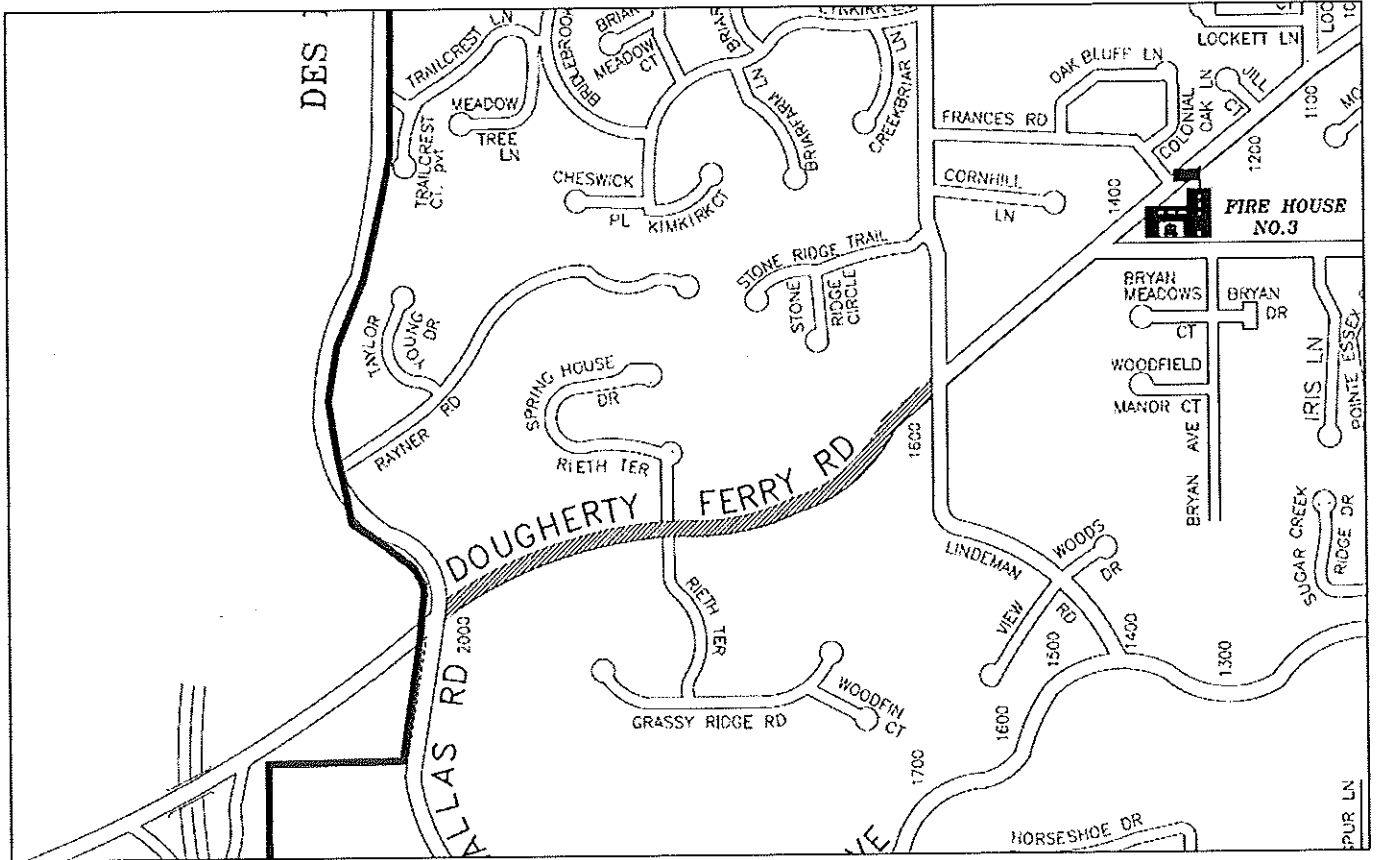 DES
TRAILCREST LN
MEADOW
TREE
LN
TRAILCREST
Ct. pvt
BRIDLEBROOK
BRIAR
MEADOW
CT
BRIARFARM LN
CREEKBRIAR LN
CHESWICK
PL
KIMKIRK CT
LOCKETT LN
OAK BLUFF LN
JILL
CT
COLONIAL
OAK LN
FRANCES RD
1100
1200
CORNHILL
LN
1400
FIRE HOUSE
NO.3
STONE RIDGE TRAIL
STONE
RIDGE
CIRCLE
BRYAN
MEADOWS
CT
BRYAN
DR
WOODFIELD
MANOR CT
BRYAN AVE
IRIS LN
POINTE ESSEX
TAYLOR
YOUNG
DR
RAYNER RD
SPRING HOUSE
DR
RIETH TER
DOUGHERTY FERRY RD
1600
LINDEMAN
RD
WOODS
DR
VIEW
SUGAR CREEK
RIDGE DR
2000
RIETH TER
1500
1400
1300
GRASSY RIDGE RD
WOODFIN
CT
1600
1700
ALLAS RD
VE
HORSESHOE DR
SPUR LN